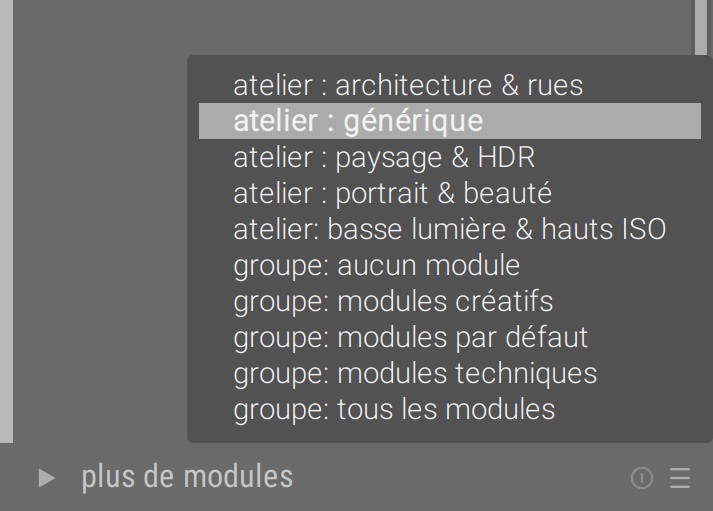 atelier : architecture & rues
atelier : générique
atelier : paysage & HDR
atelier : portrait & beauté
atelier: basse lumière & hauts ISO
groupe: aucun module
groupe: modules créatifs
groupe: modules par défaut
groupe: modules techniques
groupe: tous les modules
plus de modules